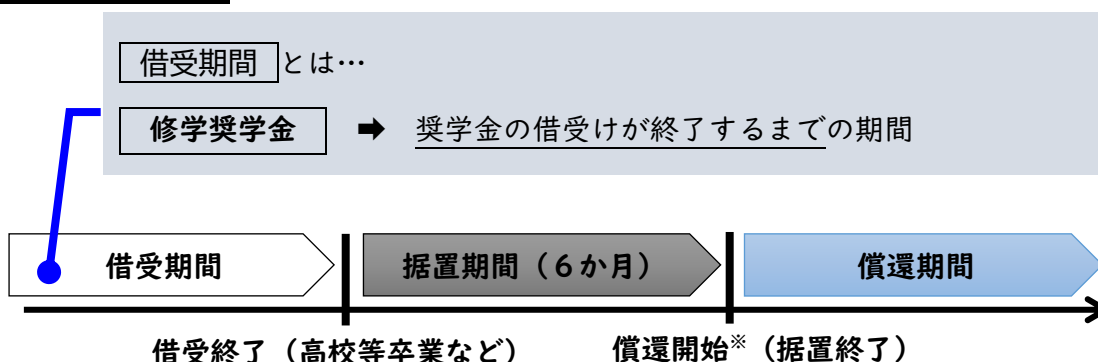 借受期間 とは…
修学奨学金 ➡ 奨学金の借受けが終了するまでの期間
借受期間 据置期間（６か月） 償還期間
借受終了（高校等卒業など） 償還開始※（据置終了）